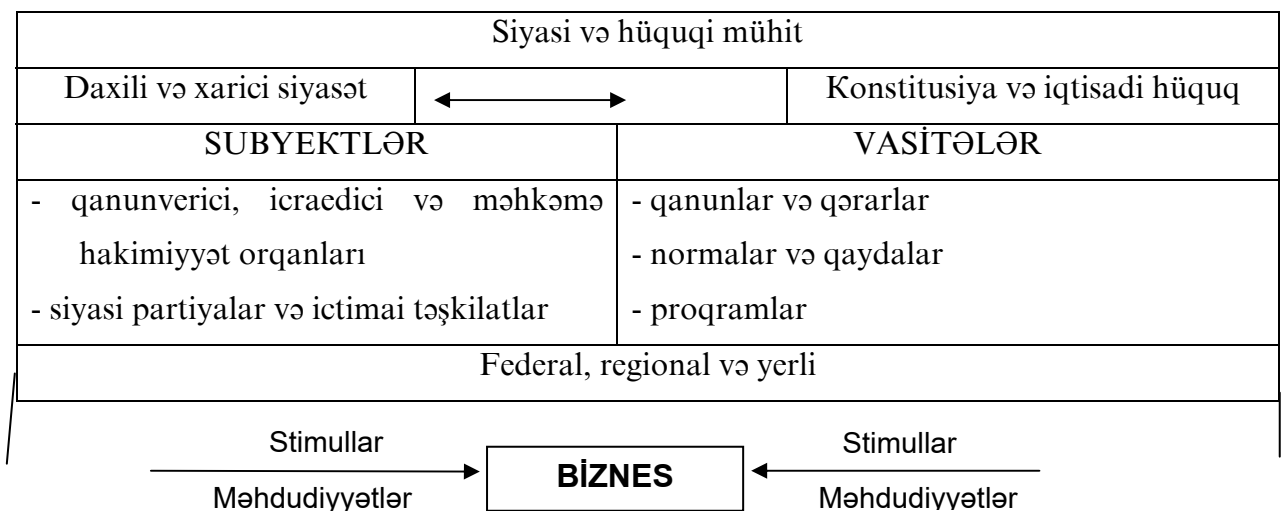 Siyasi və hüquqi mühit
Daxili və xarici siyasət
Konstitusiya və iqtisadi hüquq
SUBYEKTLƏR
VASİTƏLƏR
- qanunverici, icraedici və məhkəmə
hakimiyyət orqanları
- siyasi partiyalar və ictimai təşkilatlar
- qanunlar və qərarlar
- normalar və qaydalar
- proqramlar
Federal, regional və yerli
Stimullar
Məhdudiyyətlər
BİZNES
Stimullar
Məhdudiyyətlər